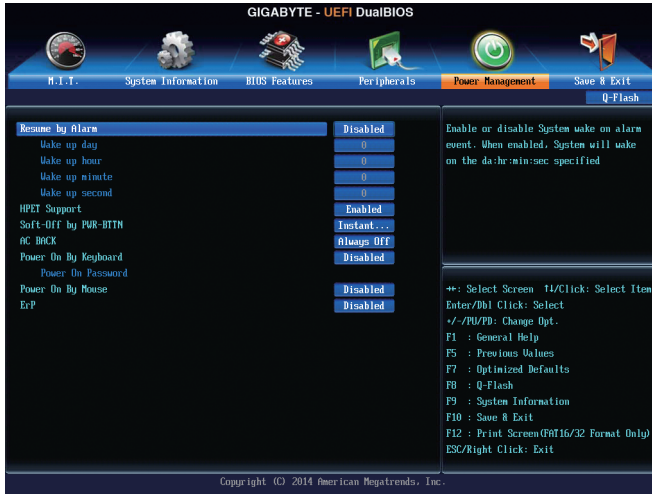 GIGABYTE - UEFI DualBIOS
M.I.T. System Information BIOS Features Peripherals Power Management Save & Exit
Q-Flash
Resume by Alarm Disabled
Wake up day 0
Wake up hour 0
Wake up minute 0
Wake up second 0
HPET Support Enabled
Soft-Off by PWR-BTTN Instant...
AC BACK Always Off
Power On By Keyboard Disabled
Power On Password
Power On By Mouse Disabled
ErP Disabled
Enable or disable System wake on alarm
event. When enabled, System will wake
on the da:hr:min:sec specified
→←: Select Screen ↑↓/Click: Select Item
Enter/Dbl Click: Select
+/-/PU/PD: Change Opt.
F1 : General Help
F5 : Previous Values
F7 : Optimized Defaults
F8 : Q-Flash
F9 : System Information
F10 : Save & Exit
F12 : Print Screen(FAT16/32 Format Only)
ESC/Right Click: Exit
Copyright (C) 2014 American Megatrends, Inc.